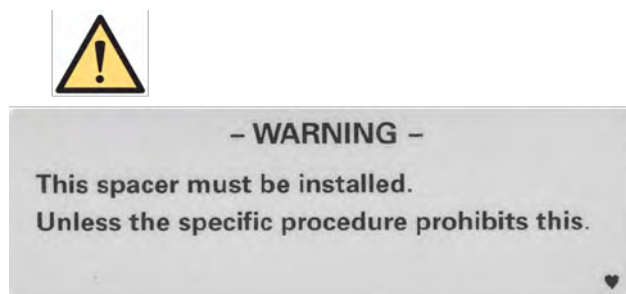 – WARNING –
This spacer must be installed.
Unless the specific procedure prohibits this.